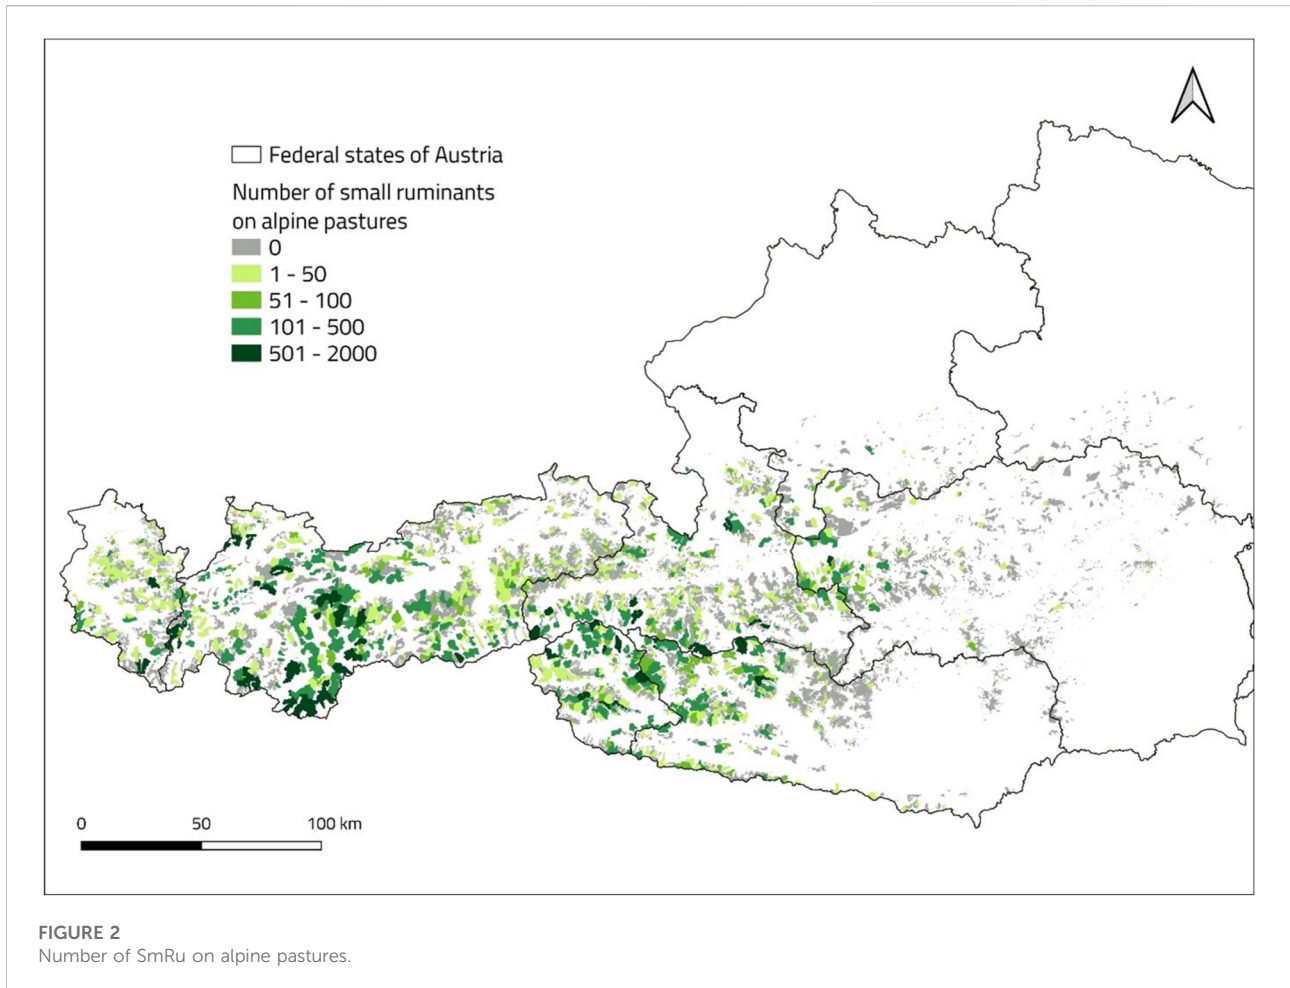 Federal states of Austria
Number of small ruminants
on alpine pastures
0
1 - 50
51 - 100
101 - 500
501 - 2000
0 50 100 km
FIGURE 2
Number of SmRu on alpine pastures.